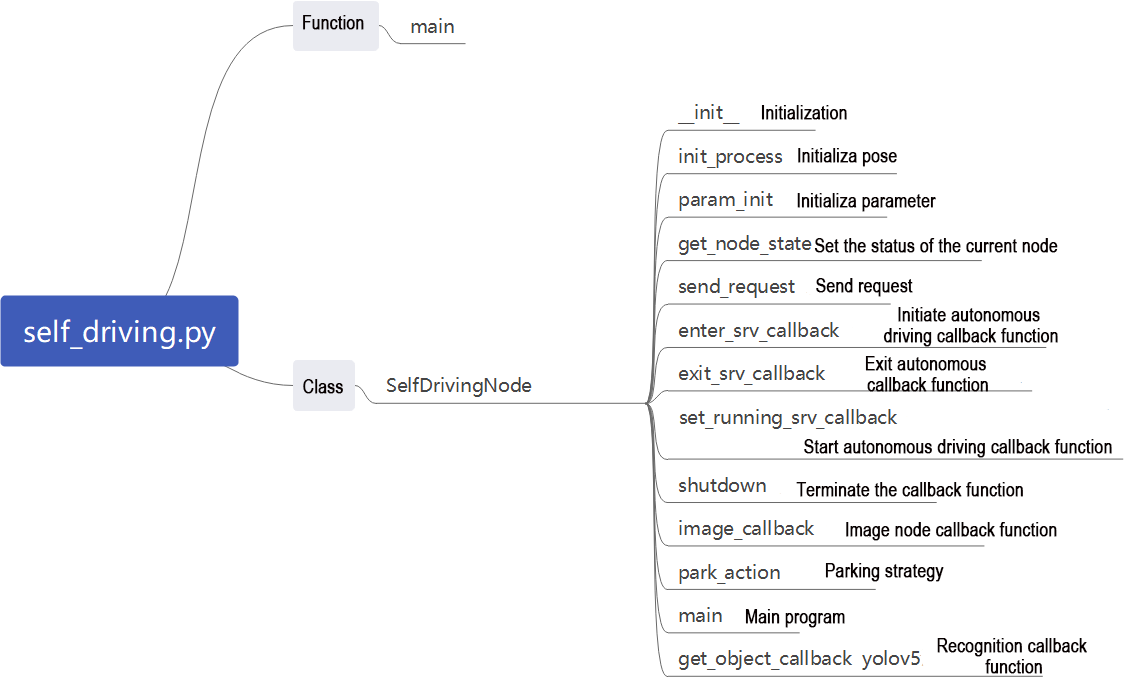 Function
main
__init__ Initialization
init_process Initializa pose
param_init Initializa parameter
get_node_state Set the status of the current node
send_request Send request
enter_srv_callback Initiate autonomous
driving callback function
exit_srv_callback Exit autonomous
callback function
set_running_srv_callback
Start autonomous driving callback function
shutdown Terminate the callback function
image_callback Image node callback function
park_action Parking strategy
main Main program
get_object_callback yolov5 Recognition callback
function
self_driving.py
Class
SelfDrivingNode